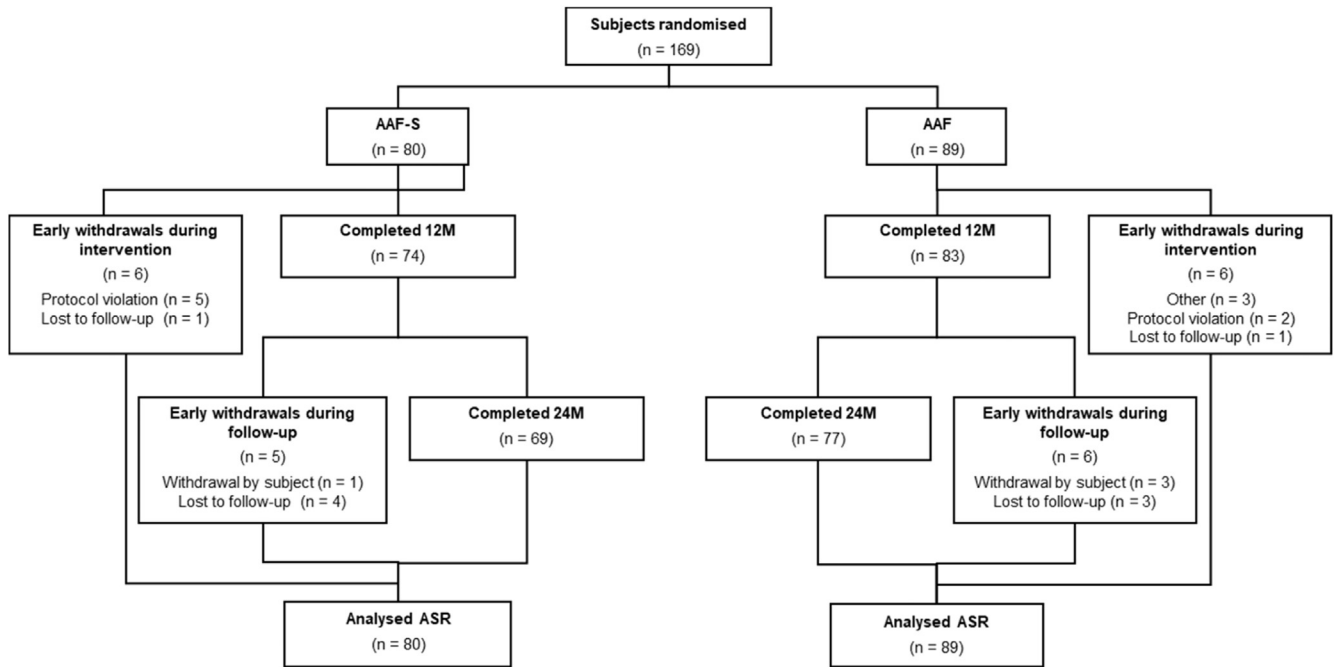 Subjects randomised
(n = 169)
AAF-S
(n = 80)
AAF
(n = 89)
Early withdrawals during
intervention
(n = 6)
Protocol violation (n = 5)
Lost to follow-up (n = 1)
Completed 12M
(n = 74)
Completed 12M
(n = 83)
Early withdrawals during
intervention
(n = 6)
Other (n = 3)
Protocol violation (n = 2)
Lost to follow-up (n = 1)
Early withdrawals during
follow-up
(n = 5)
Withdrawal by subject (n = 1)
Lost to follow-up (n = 4)
Completed 24M
(n = 69)
Completed 24M
(n = 77)
Early withdrawals during
follow-up
(n = 6)
Withdrawal by subject (n = 3)
Lost to follow-up (n = 3)
Analysed ASR
(n = 80)
Analysed ASR
(n = 89)